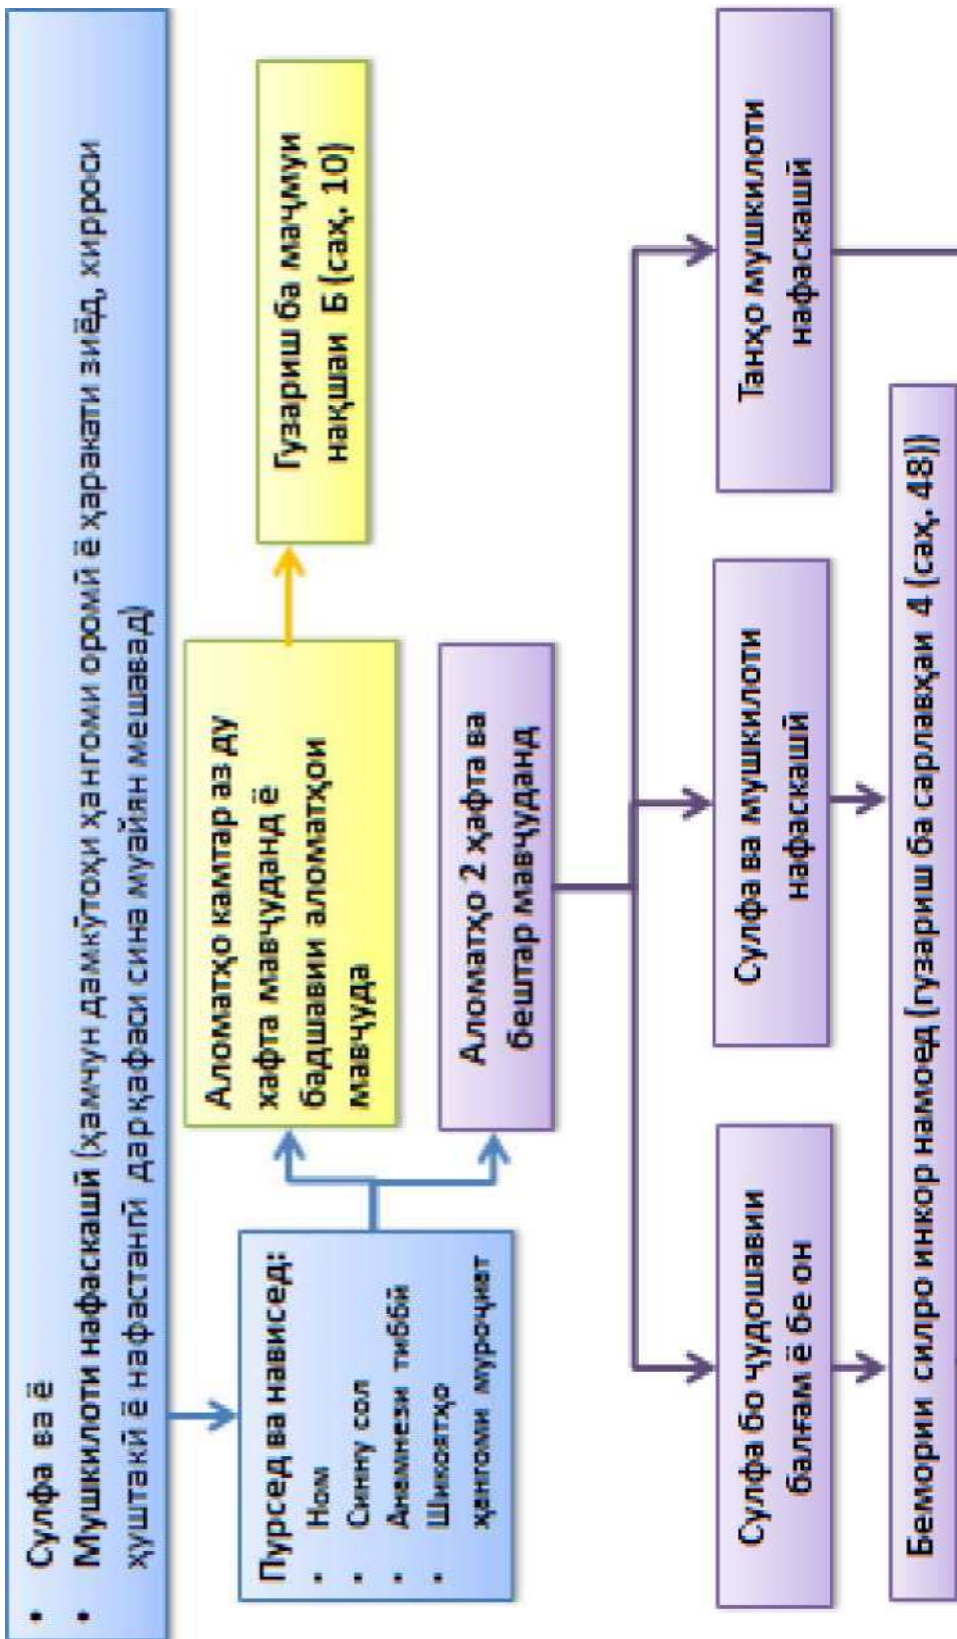 • Сулфа ва ё
• Мушкилоти нафаскашӣ (ҳамчун дамкӯтоҳи ҳангоми оромӣ ё ҳаракати зиёд, хирроси
ҳуштакӣ ё нафастангӣ дар қафаси сина муайян мешавад)
Пурсед ва нависед:
• Ном
• Синну сол
• Анамнези тиббӣ
• Шикоятҳо
ҳангоми муроҷиат
Аломатҳо камтар аз ду
ҳафта мавҷуданд ё
бадшавии аломатҳои
мавҷуда
Гузариш ба маҷмуи
нақшаи Б (саҳ. 10)
Аломатҳо 2 ҳафта ва
бештар мавҷуданд
Сулфа бо ҷудошавии
балғам ё бе он
Сулфа ва мушкилоти
нафаскашӣ
Танҳо мушкилоти
нафаскашӣ
Бемории силро инкор намоед (гузариш ба сарлавҳаи 4 (саҳ. 48))